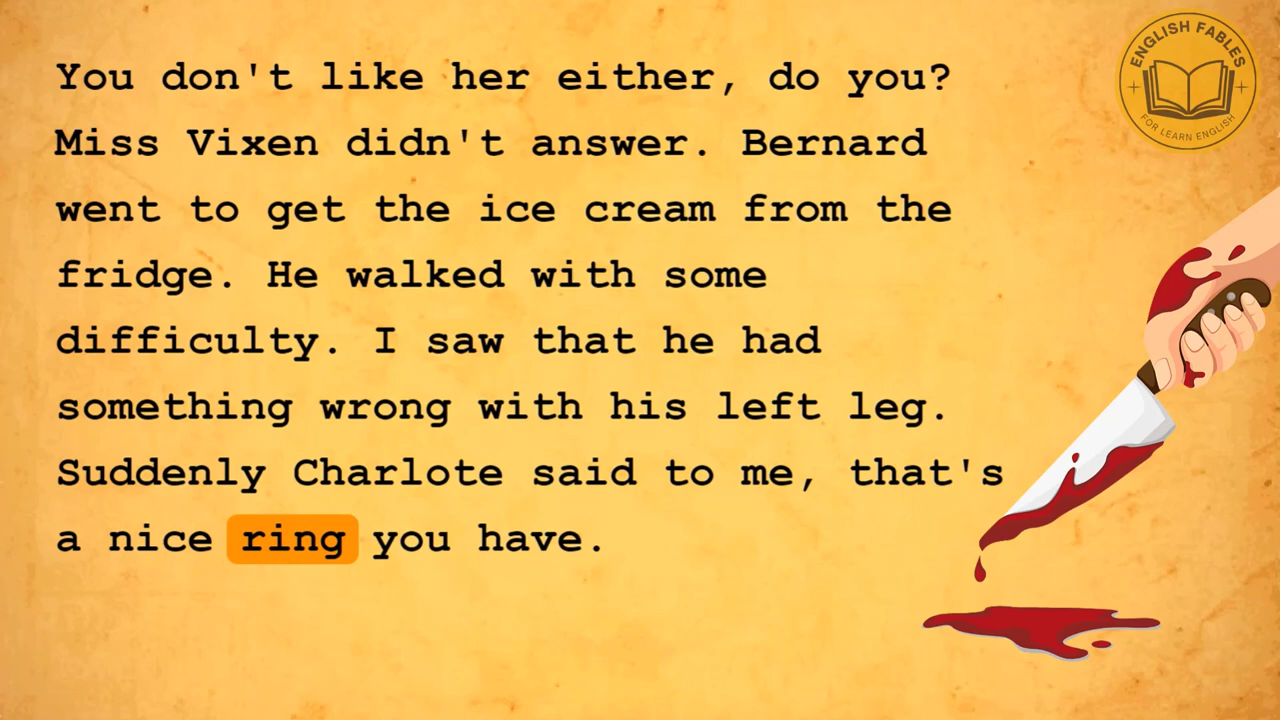 You don't like her either, do you?
Miss Vixen didn't answer. Bernard
went to get the ice cream from the
fridge. He walked with some
difficulty. I saw that he had
something wrong with his left leg.
Suddenly Charlote said to me, that's
a nice ring you have.
ENGLISH FABLES
FOR LEARN ENGLISH